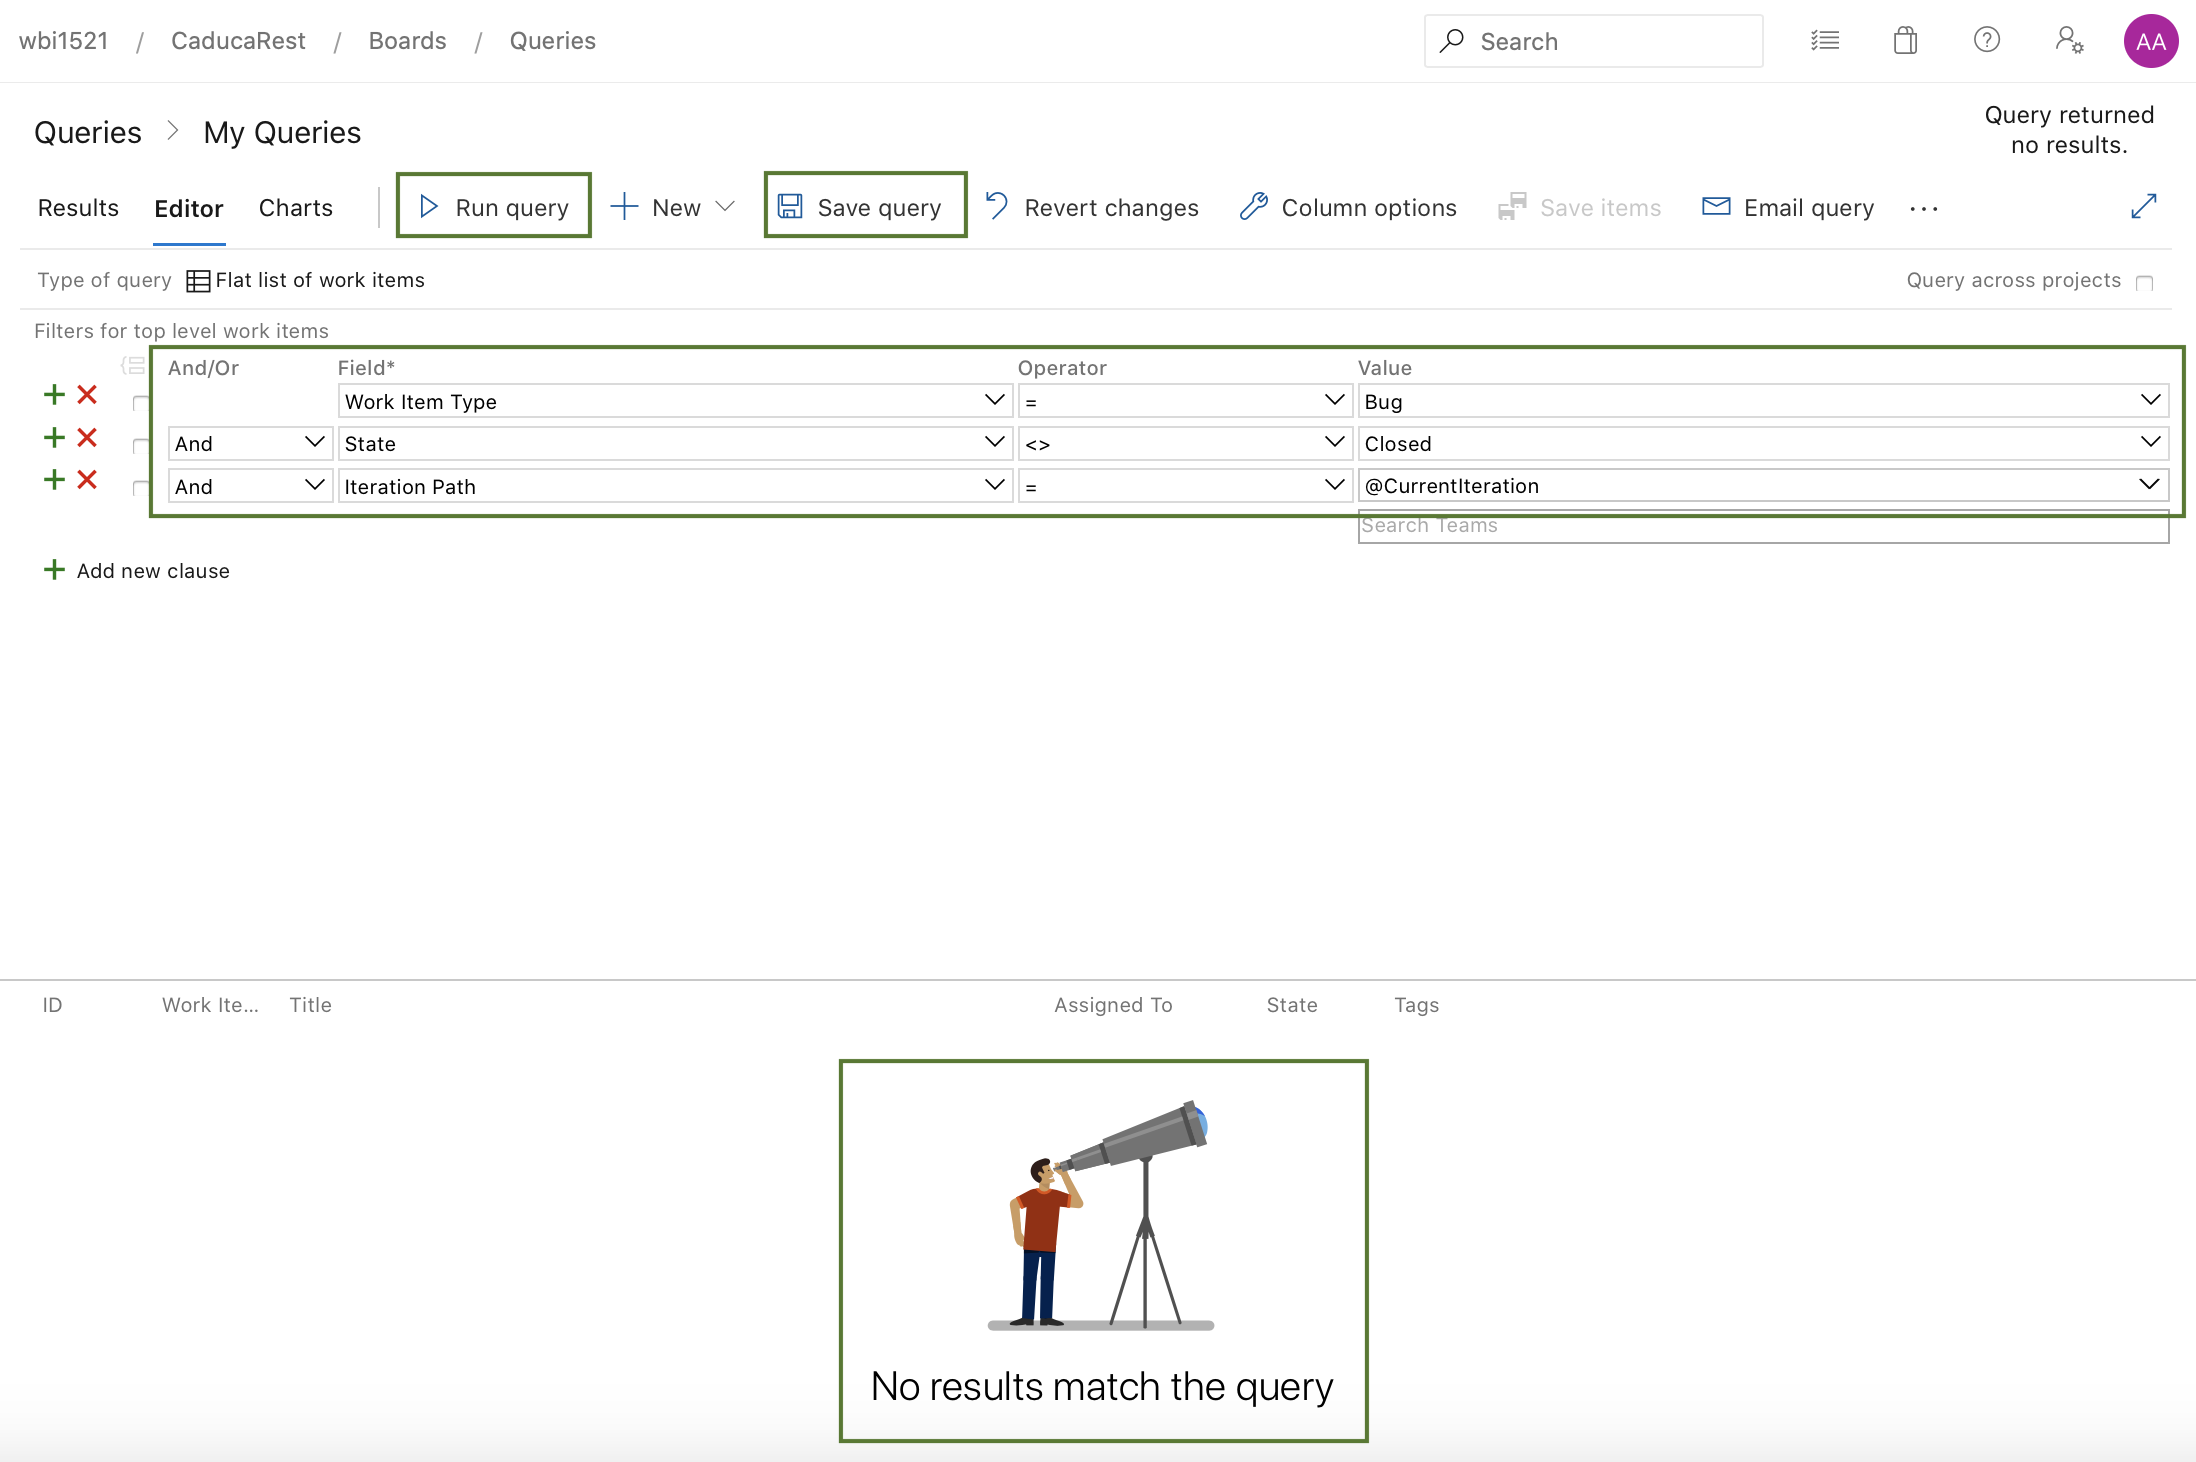 wbi1521 / CaducaRest / Boards / Queries
Search
AA
Queries > My Queries
Query returned
no results.
Results Editor Charts Run query New Save query Revert changes Column options Save items Email query ...
Type of query Flat list of work items
Query across projects
Filters for top level work items
And/Or Field* Operator Value
Work Item Type = Bug
And State <> Closed
And Iteration Path = @CurrentIteration
Search Teams
Add new clause
ID Work Ite... Title Assigned To State Tags
No results match the query